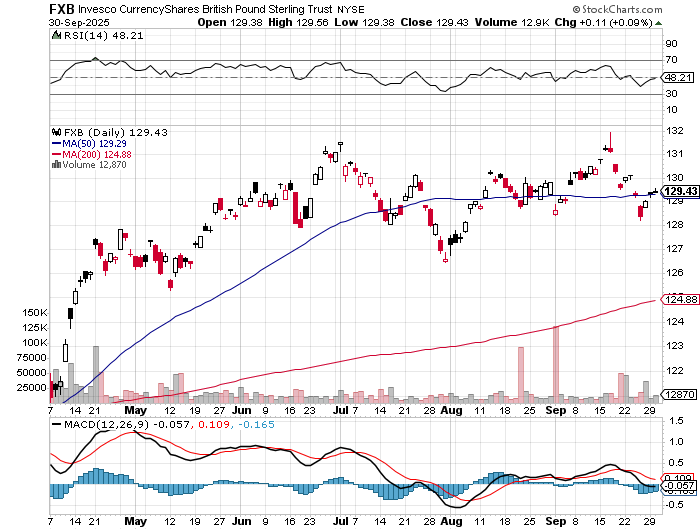 FXB Invesco CurrencyShares British Pound Sterling Trust NYSE © StockCharts.com
30-Sep-2025 Open 129.38 High 129.56 Low 129.38 Close 129.43 Volume 12.9K Chg +0.11 (+0.09%)
RSI(14) 48.21
90
70
48.21
30
10
FXB (Daily) 129.43
MA(50) 129.29
MA(200) 124.88
Volume 12,870
132
131
130
129.43
129
128
127
126
125
124.88
124
123
122
12870
150K
125K
100K
75000
50000
25000
7 14 21 May 12 19 27 Jun 9 16 23 Jul 7 14 21 28 Aug 11 18 25 Sep 8 15 22 29
MACD(12,26,9) -0.057, 0.109, -0.165
1.5
1.0
0.5
0.109
-0.057
-0.5
7 14 21 May 12 19 27 Jun 9 16 23 Jul 7 14 21 28 Aug 11 18 25 Sep 8 15 22 29